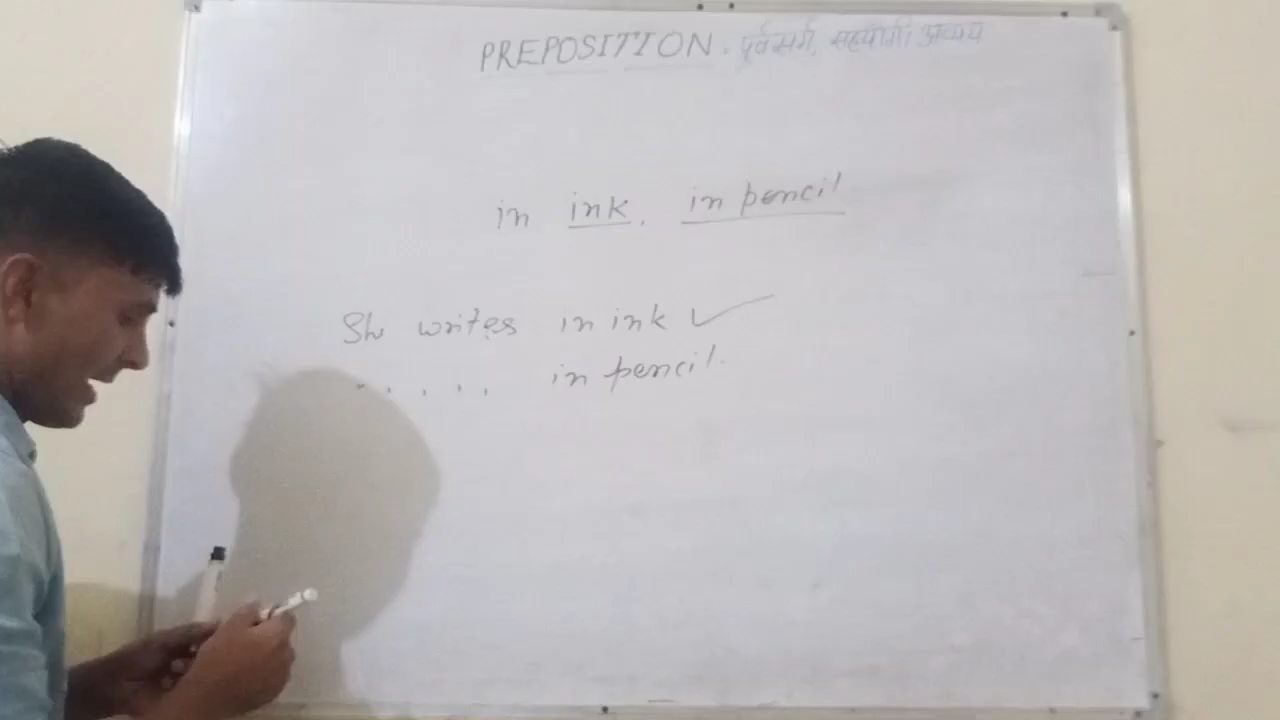 PREPOSITION. पूर्वसर्ग, सहयोगी अव्यय
in ink, in pencil
She writes in ink ✓
. . . . . in pencil.